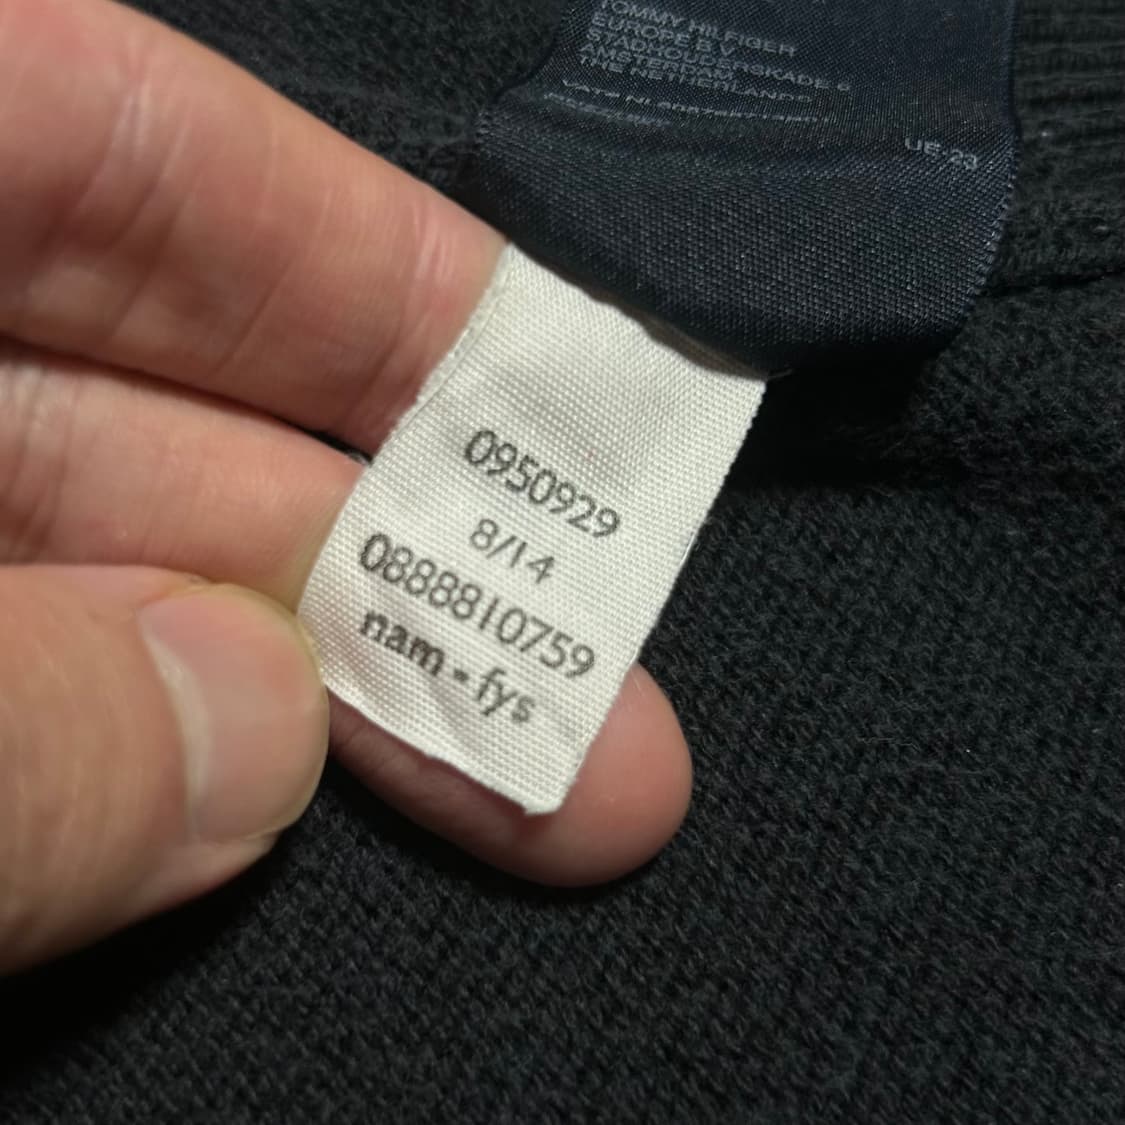 TOMMY HILFIGER
EUROPE B.V.
STADHOUDERSKADE 6
AMSTERDAM
THE NETHERLANDS
UE-23
0950929
8/14
0888810759
nam - fys